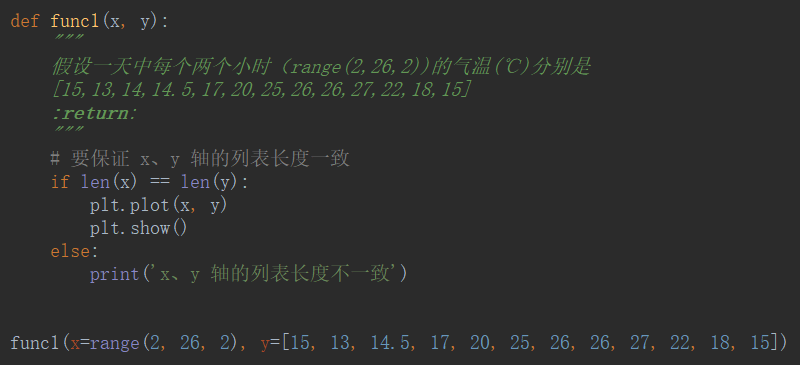 def func1(x, y):
    """
    假设一天中每个两个小时（range(2,26,2))的气温(℃)分别是
    [15,13,14,14.5,17,20,25,26,26,27,22,18,15]
    :return:
    """
    # 要保证 x、y 轴的列表长度一致
    if len(x) == len(y):
        plt.plot(x, y)
        plt.show()
    else:
        print('x、y 轴的列表长度不一致')
func1(x=range(2, 26, 2), y=[15, 13, 14.5, 17, 20, 25, 26, 26, 27, 22, 18, 15])